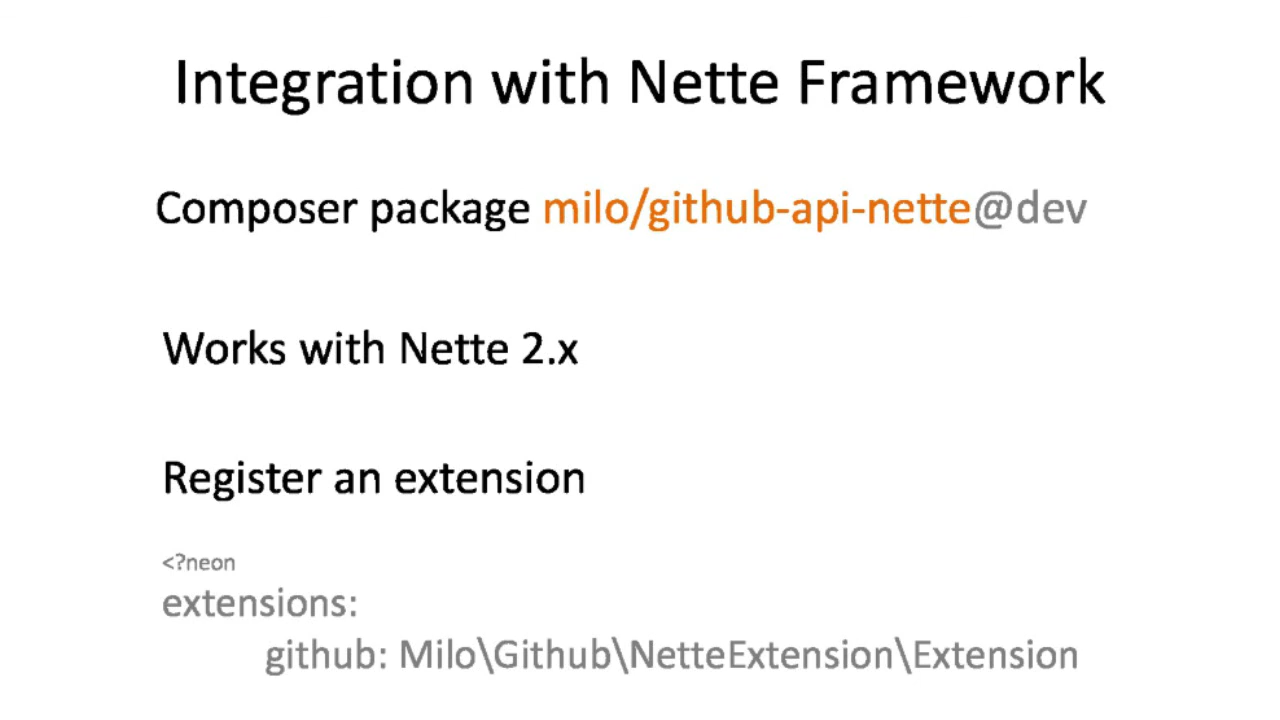 Integration with Nette Framework
Composer package milo/github-api-nette@dev
Works with Nette 2.x
Register an extension
<?neon
extensions:
github: Milo\Github\NetteExtension\Extension